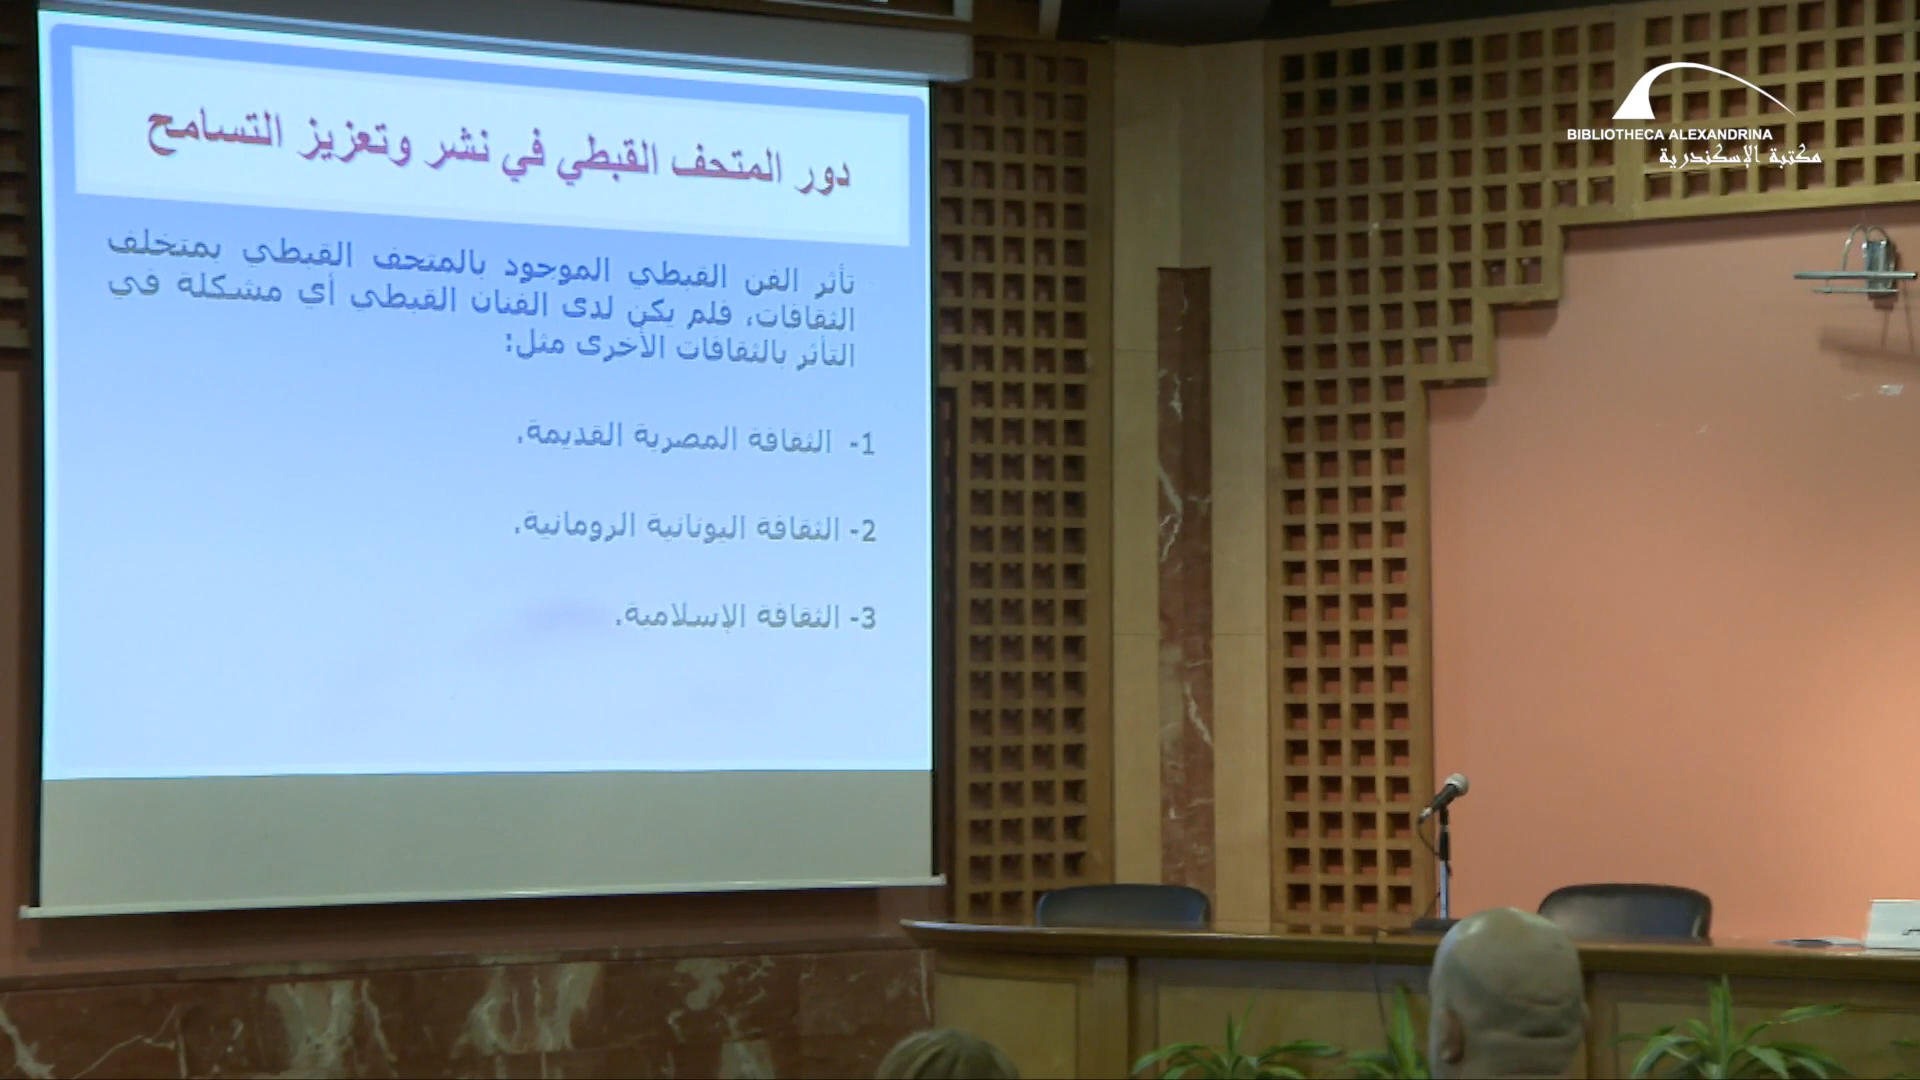 دور المتحف القبطي في نشر وتعزيز التسامح
تأثر الفن القبطي الموجود بالمتحف القبطي بمتخلف
الثقافات، فلم يكن لدى الفنان القبطي أي مشكلة في
التأثر بالثقافات الأخرى مثل:
1- الثقافة المصرية القديمة.
2- الثقافة اليونانية الرومانية.
3- الثقافة الإسلامية.
BIBLIOTHECA ALEXANDRINA
مكتبة الإسكندرية